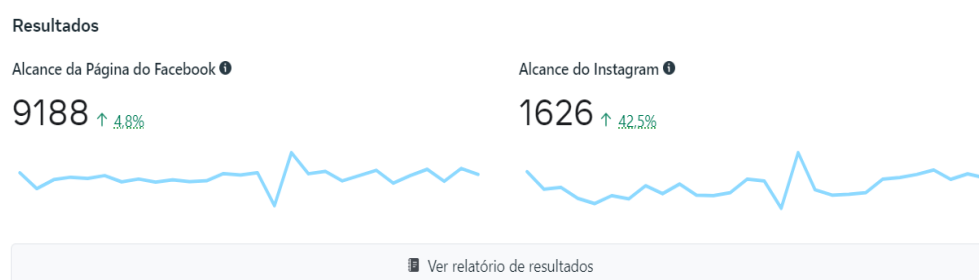 Resultados
Alcance da Página do Facebook
9188 ↑ 4,8%
Alcance do Instagram
1626 ↑ 42,5%
Ver relatório de resultados